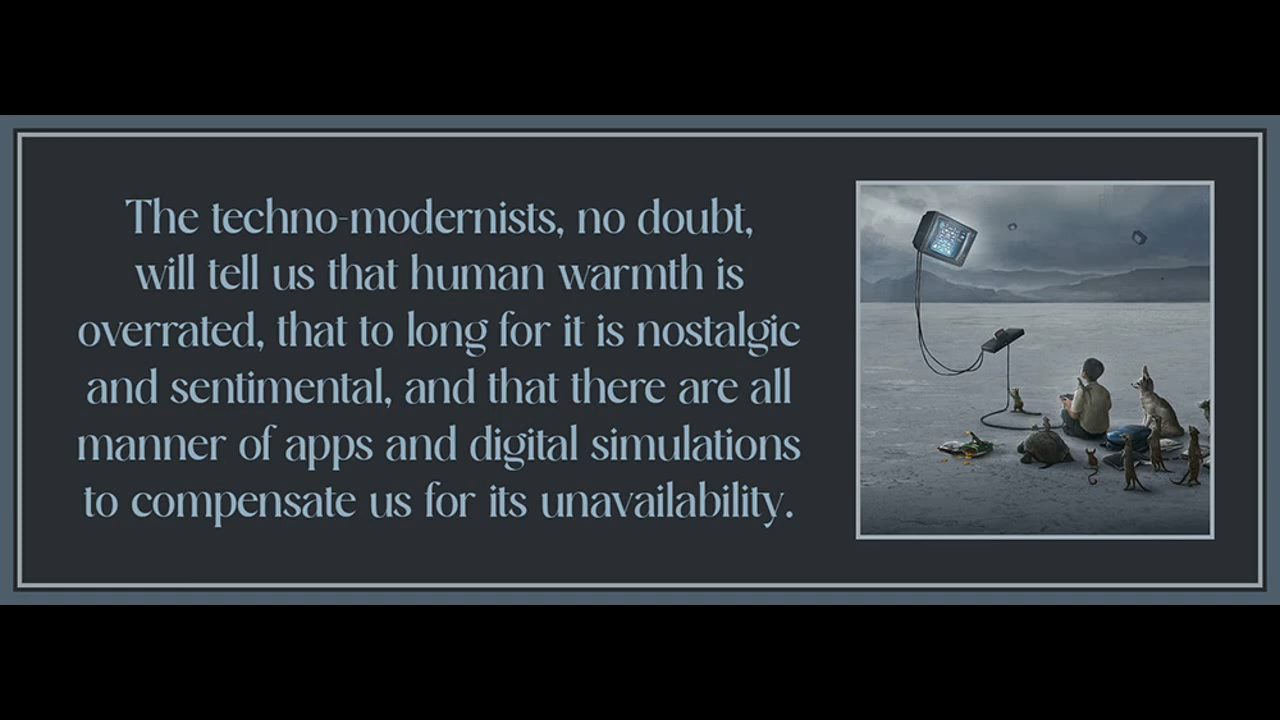 The techno-modernists, no doubt,
will tell us that human warmth is
overrated, that to long for it is nostalgic
and sentimental, and that there are all
manner of apps and digital simulations
to compensate us for its unavailability.